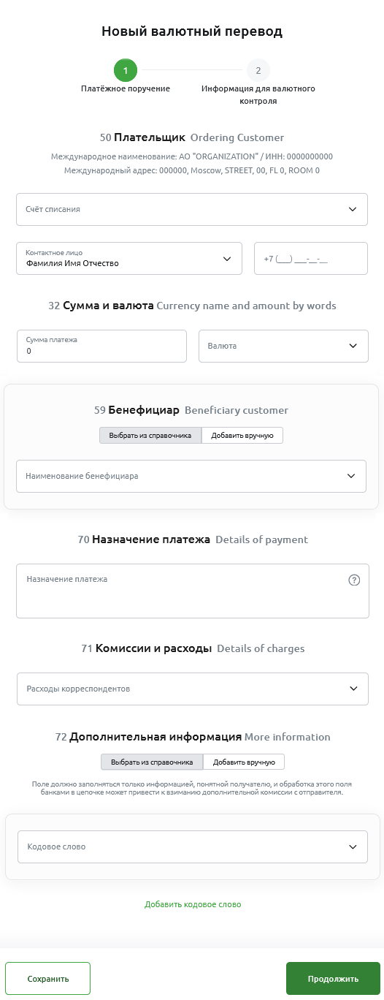 Новый валютный перевод
1
2
Платёжное поручение
Информация для валютного
контроля
50 Плательщик Ordering Customer
Международное наименование: АО "ORGANIZATION" / ИНН: 0000000000
Международный адрес: 000000, Moscow, STREET, 00, FL 0, ROOM 0
Счёт списания
Контактное лицо
Фамилия Имя Отчество
+7 (___) ___-__-__
32 Сумма и валюта Currency name and amount by words
Сумма платежа
0
Валюта
59 Бенефициар Beneficiary customer
Выбрать из справочника
Добавить вручную
Наименование бенефициара
70 Назначение платежа Details of payment
Назначение платежа
?
71 Комиссии и расходы Details of charges
Расходы корреспондентов
72 Дополнительная информация More information
Выбрать из справочника
Добавить вручную
Поле должно заполняться только информацией, понятной получателю, и обработка этого поля
банками в цепочке может привести к взиманию дополнительной комиссии с отправителя.
Кодовое слово
Добавить кодовое слово
Сохранить
Продолжить